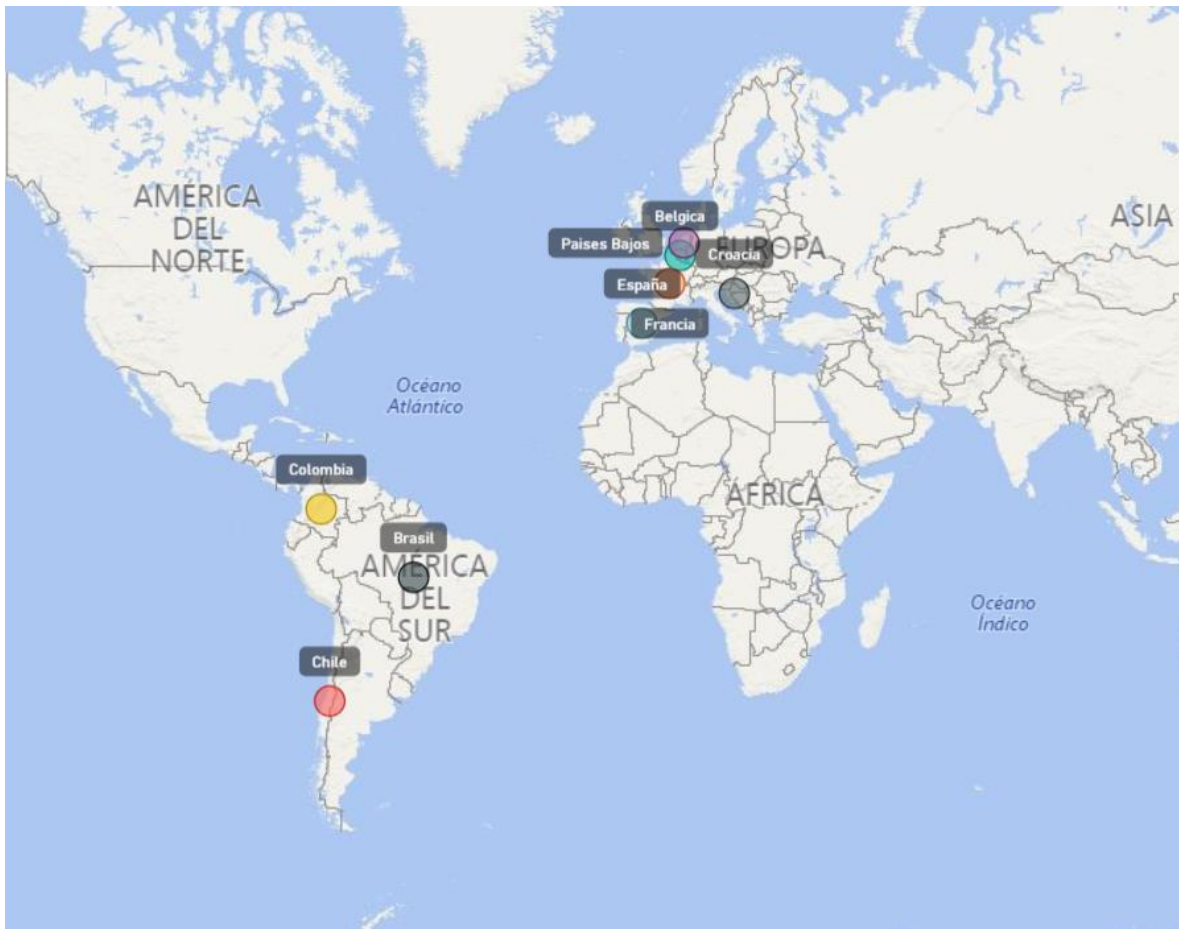 AMÉRICA
DEL
NORTE
Belgica
Paises Bajos
EUROPA
Croacia
ASIA
España
Francia
Océano
Atlántico
Colombia
ÁFRICA
Brasil
AMÉRICA
DEL
SUR
Océano
Índico
Chile